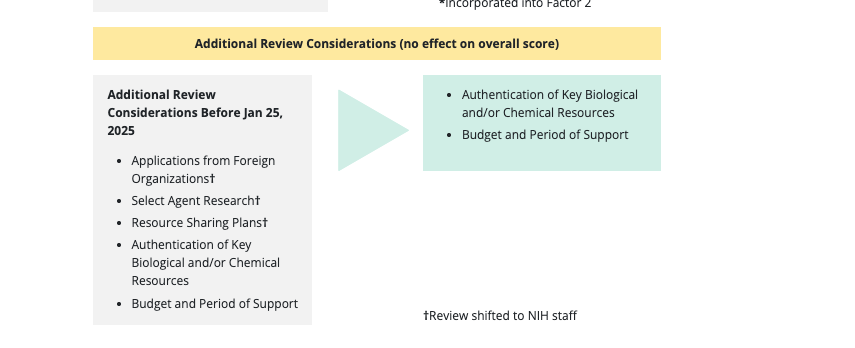 *Incorporated into Factor 2
Additional Review Considerations (no effect on overall score)
Additional Review
Considerations Before Jan 25,
2025
• Applications from Foreign
Organizations†
• Select Agent Research†
• Resource Sharing Plans†
• Authentication of Key
Biological and/or Chemical
Resources
• Budget and Period of Support
• Authentication of Key Biological
and/or Chemical Resources
• Budget and Period of Support
†Review shifted to NIH staff